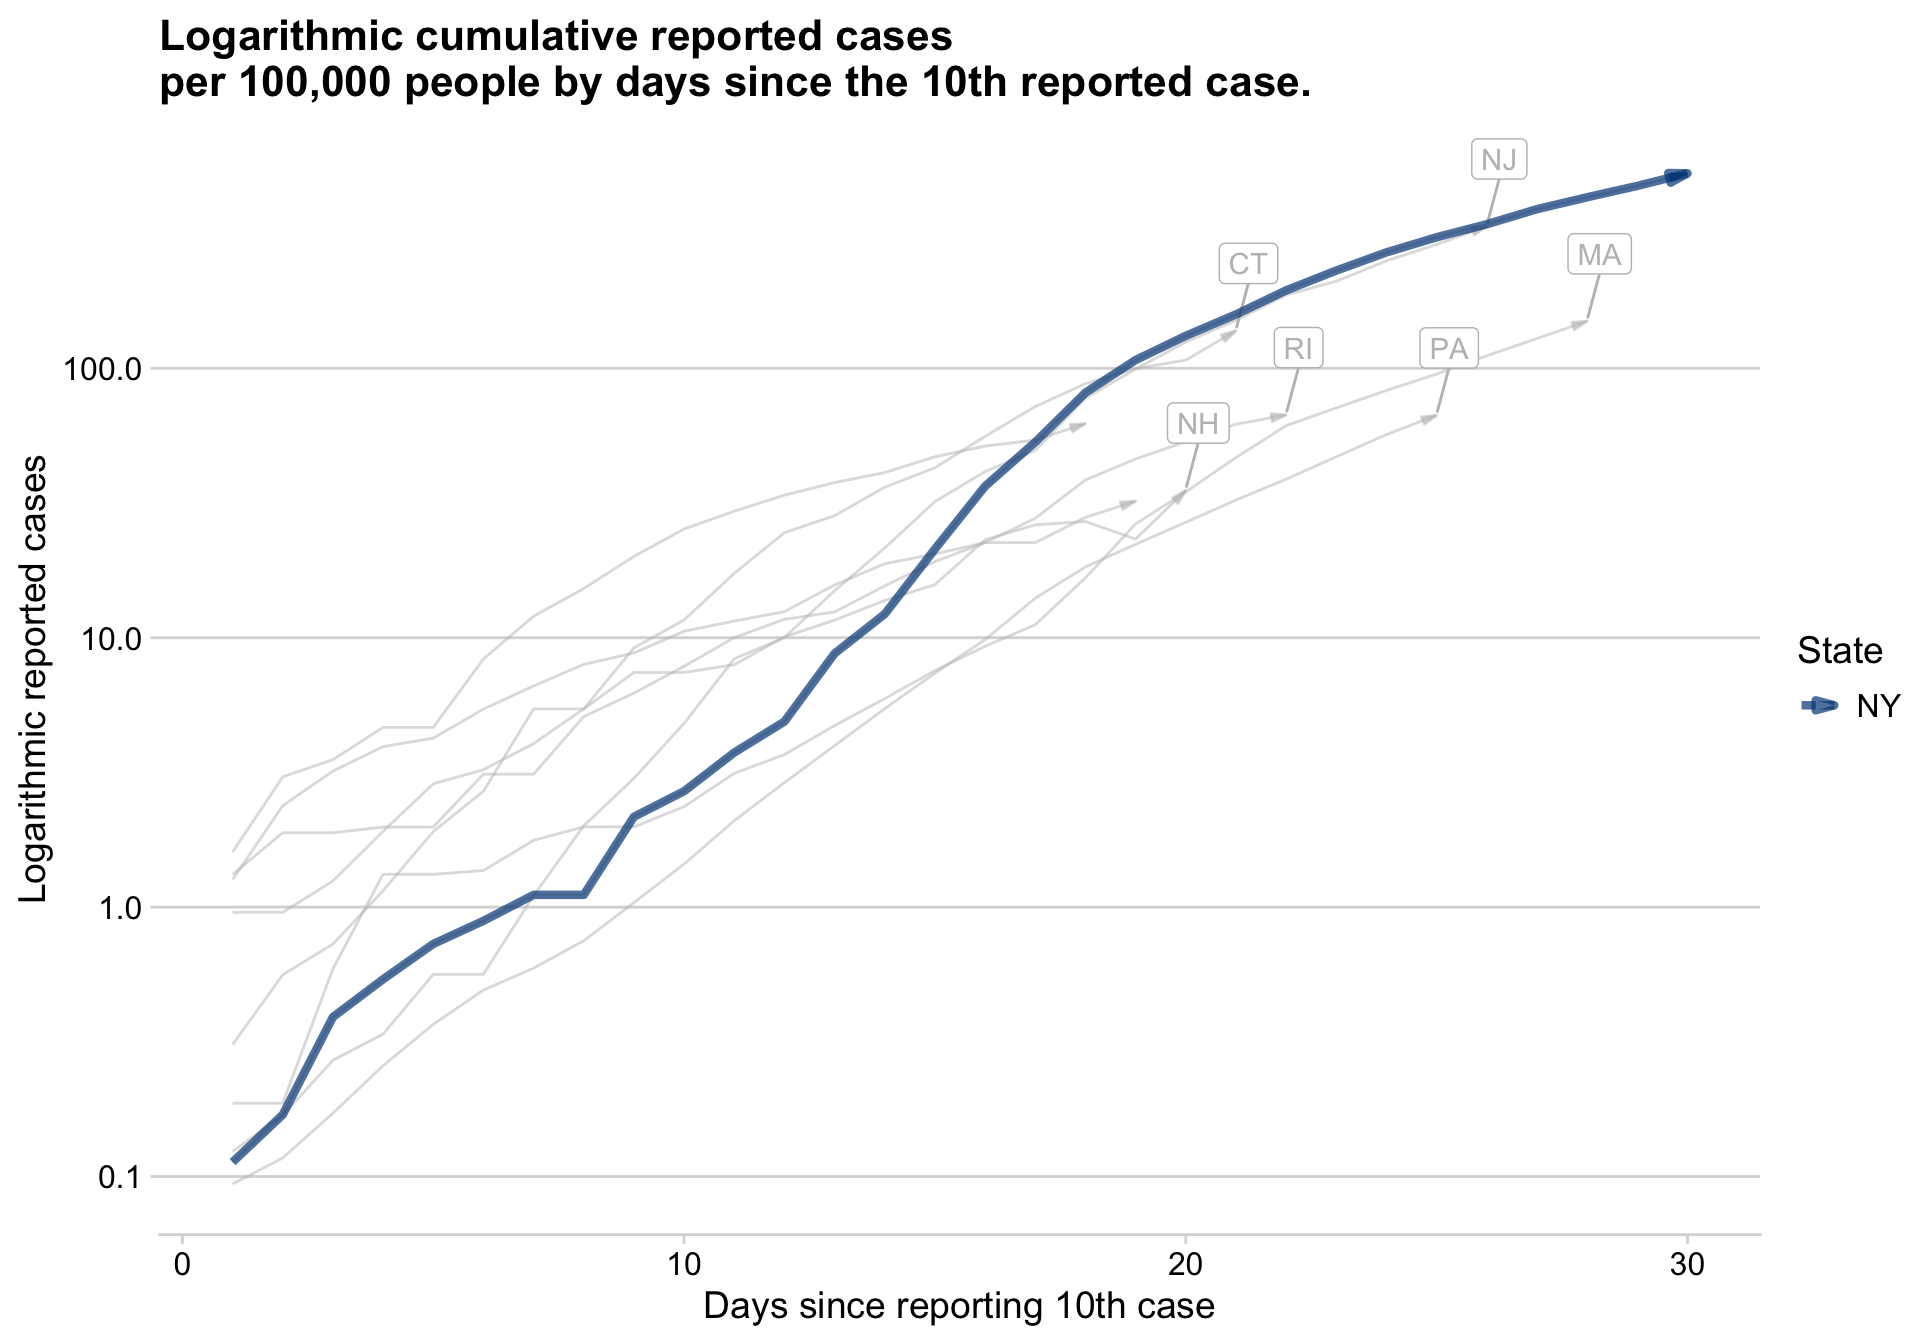 Logarithmic cumulative reported cases
per 100,000 people by days since the 10th reported case.
NJ
CT
MA
RI
PA
NH
100.0
10.0
1.0
0.1
Logarithmic reported cases
State
NY
0
10
20
30
Days since reporting 10th case